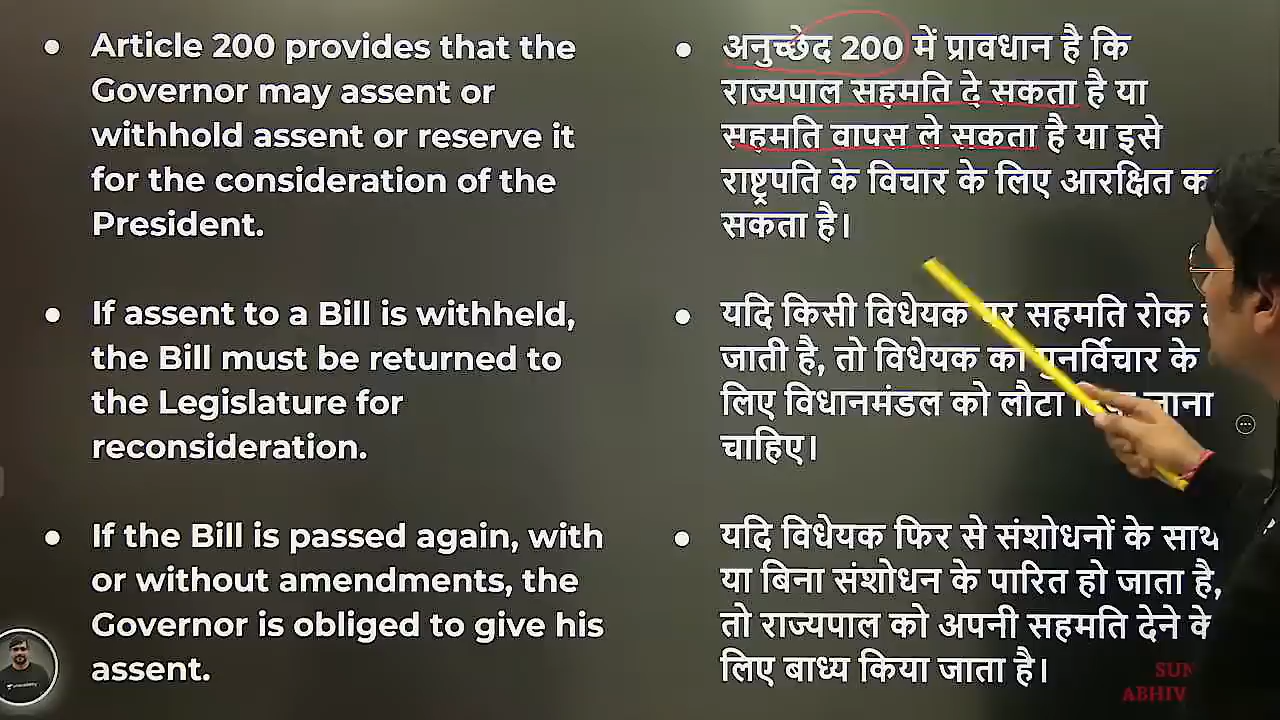 Article 200 provides that the
Governor may assent or
withhold assent or reserve it
for the consideration of the
President.
If assent to a Bill is withheld,
the Bill must be returned to
the Legislature for
reconsideration.
If the Bill is passed again, with
or without amendments, the
Governor is obliged to give his
assent.
अनुच्छेद 200 में प्रावधान है कि
राज्यपाल सहमति दे सकता है या
सहमति वापस ले सकता है या इसे
राष्ट्रपति के विचार के लिए आरक्षित
सकता है।
यदि किसी विधेयक पर सहमति रोक
जाती है, तो विधेयक का पुनर्विचार के
लिए विधानमंडल को लौटा जाना
चाहिए।
यदि विधेयक फिर से संशोधनों के साथ
या बिना संशोधन के पारित हो जाता है,
तो राज्यपाल को अपनी सहमति देने के
लिए बाध्य किया जाता है।
SUN
ABHIV